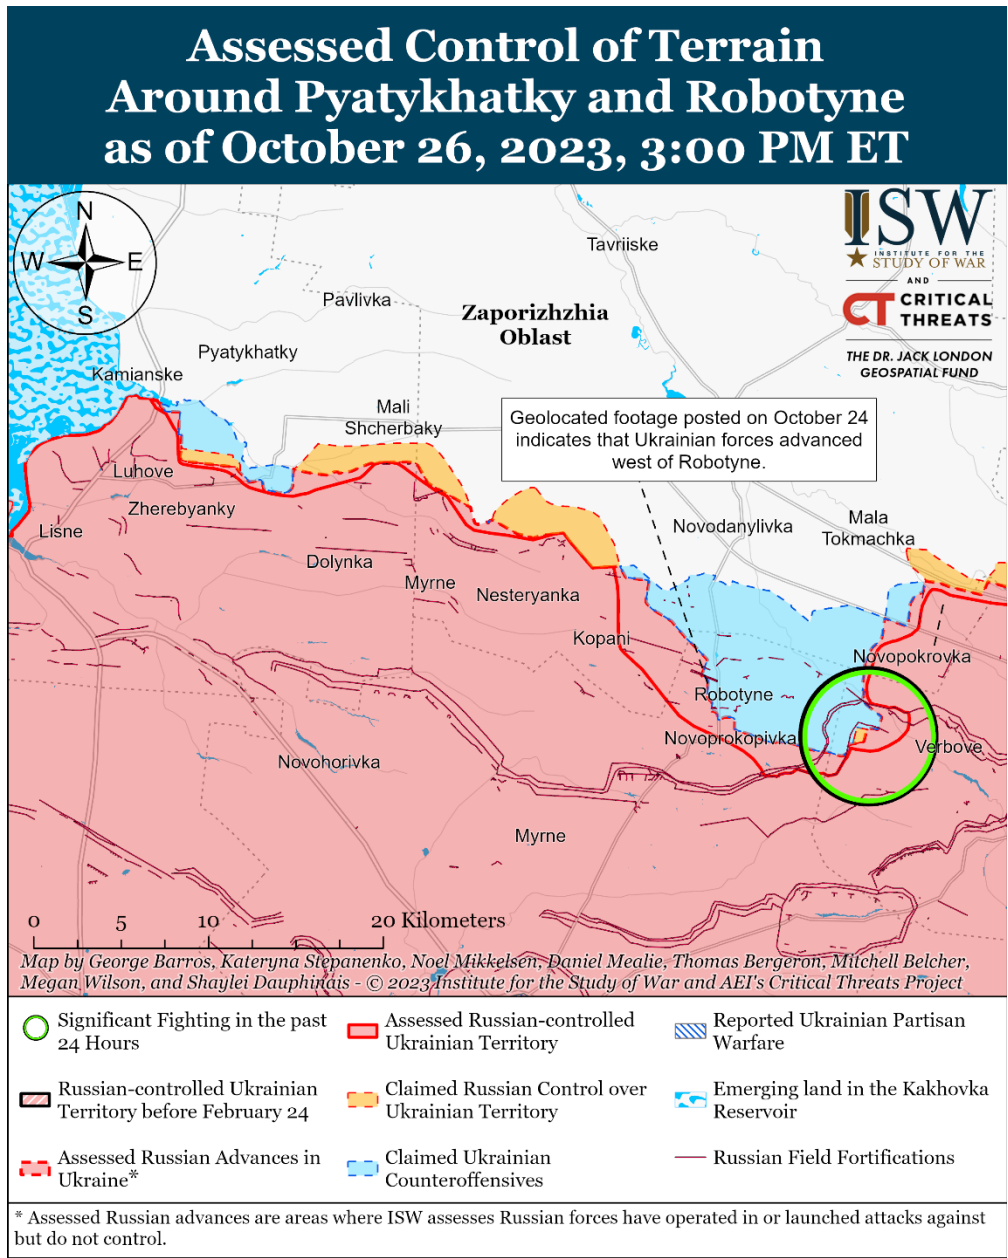 Assessed Control of Terrain
Around Pyatykhatky and Robotyne
as of October 26, 2023, 3:00 PM ET
N
W
E
S
ISW
INSTITUTE FOR THE
STUDY OF WAR
AND
CT CRITICAL
THREATS
THE DR. JACK LONDON
GEOSPATIAL FUND
Tavriiske
Pavlivka
Zaporizhzhia
Oblast
Pyatykhatky
Kamianske
Mali
Shcherbaky
Geolocated footage posted on October 24
indicates that Ukrainian forces advanced
west of Robotyne.
Luhove
Zherebyanky
Lisne
Novodanylivka
Mala
Tokmachka
Dolynka
Myrne
Nesteryanka
Kopani
Novopokrovka
Robotyne
Novoprokopivka
Verbove
Novohorivka
Myrne
0
5
10
20 Kilometers
Map by George Barros, Kateryna Stepanenko, Noel Mikkelsen, Daniel Mealie, Thomas Bergeron, Mitchell Belcher,
Megan Wilson, and Shaylei Dauphinais - © 2023 Institute for the Study of War and AEI's Critical Threats Project
Significant Fighting in the past
24 Hours
Assessed Russian-controlled
Ukrainian Territory
Reported Ukrainian Partisan
Warfare
Russian-controlled Ukrainian
Territory before February 24
Claimed Russian Control over
Ukrainian Territory
Emerging land in the Kakhovka
Reservoir
Assessed Russian Advances in
Ukraine*
Claimed Ukrainian
Counteroffensives
Russian Field Fortifications
* Assessed Russian advances are areas where ISW assesses Russian forces have operated in or launched attacks against
but do not control.